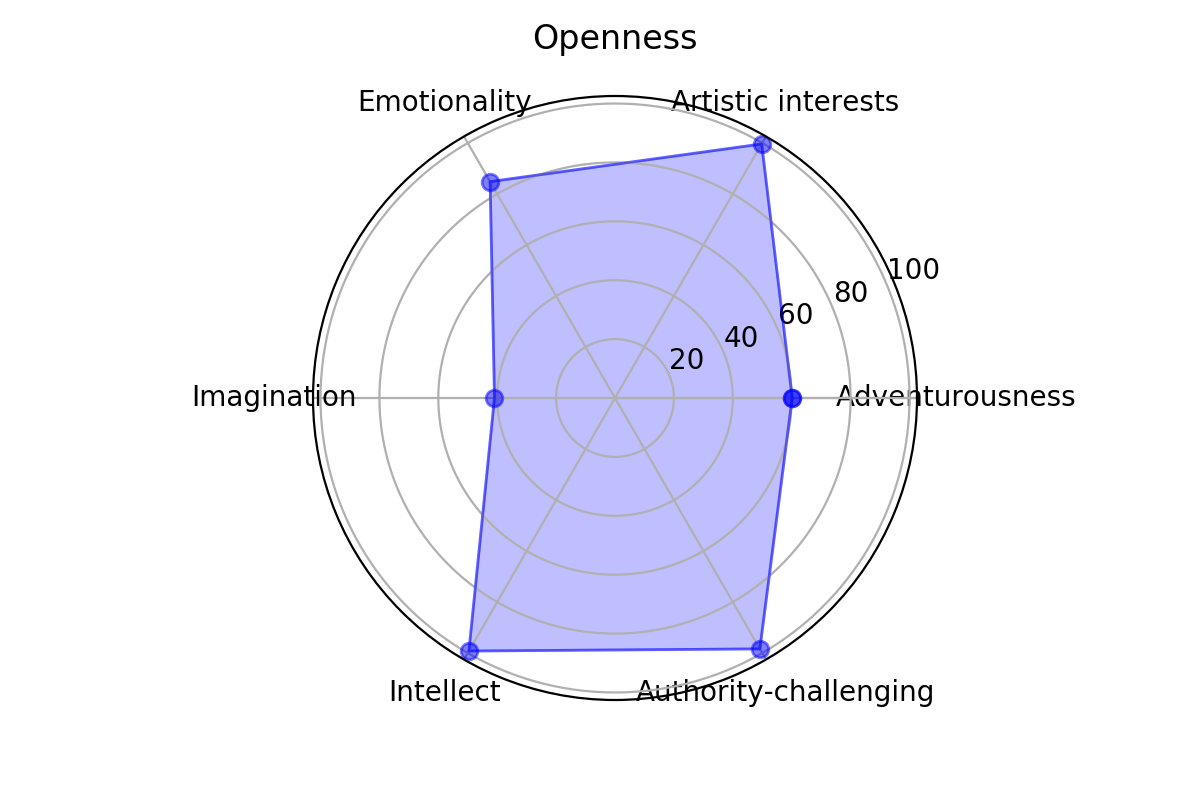 Openness
Emotionality
Artistic interests
100
80
60
40
20
Imagination
Adventurousness
Intellect
Authority-challenging